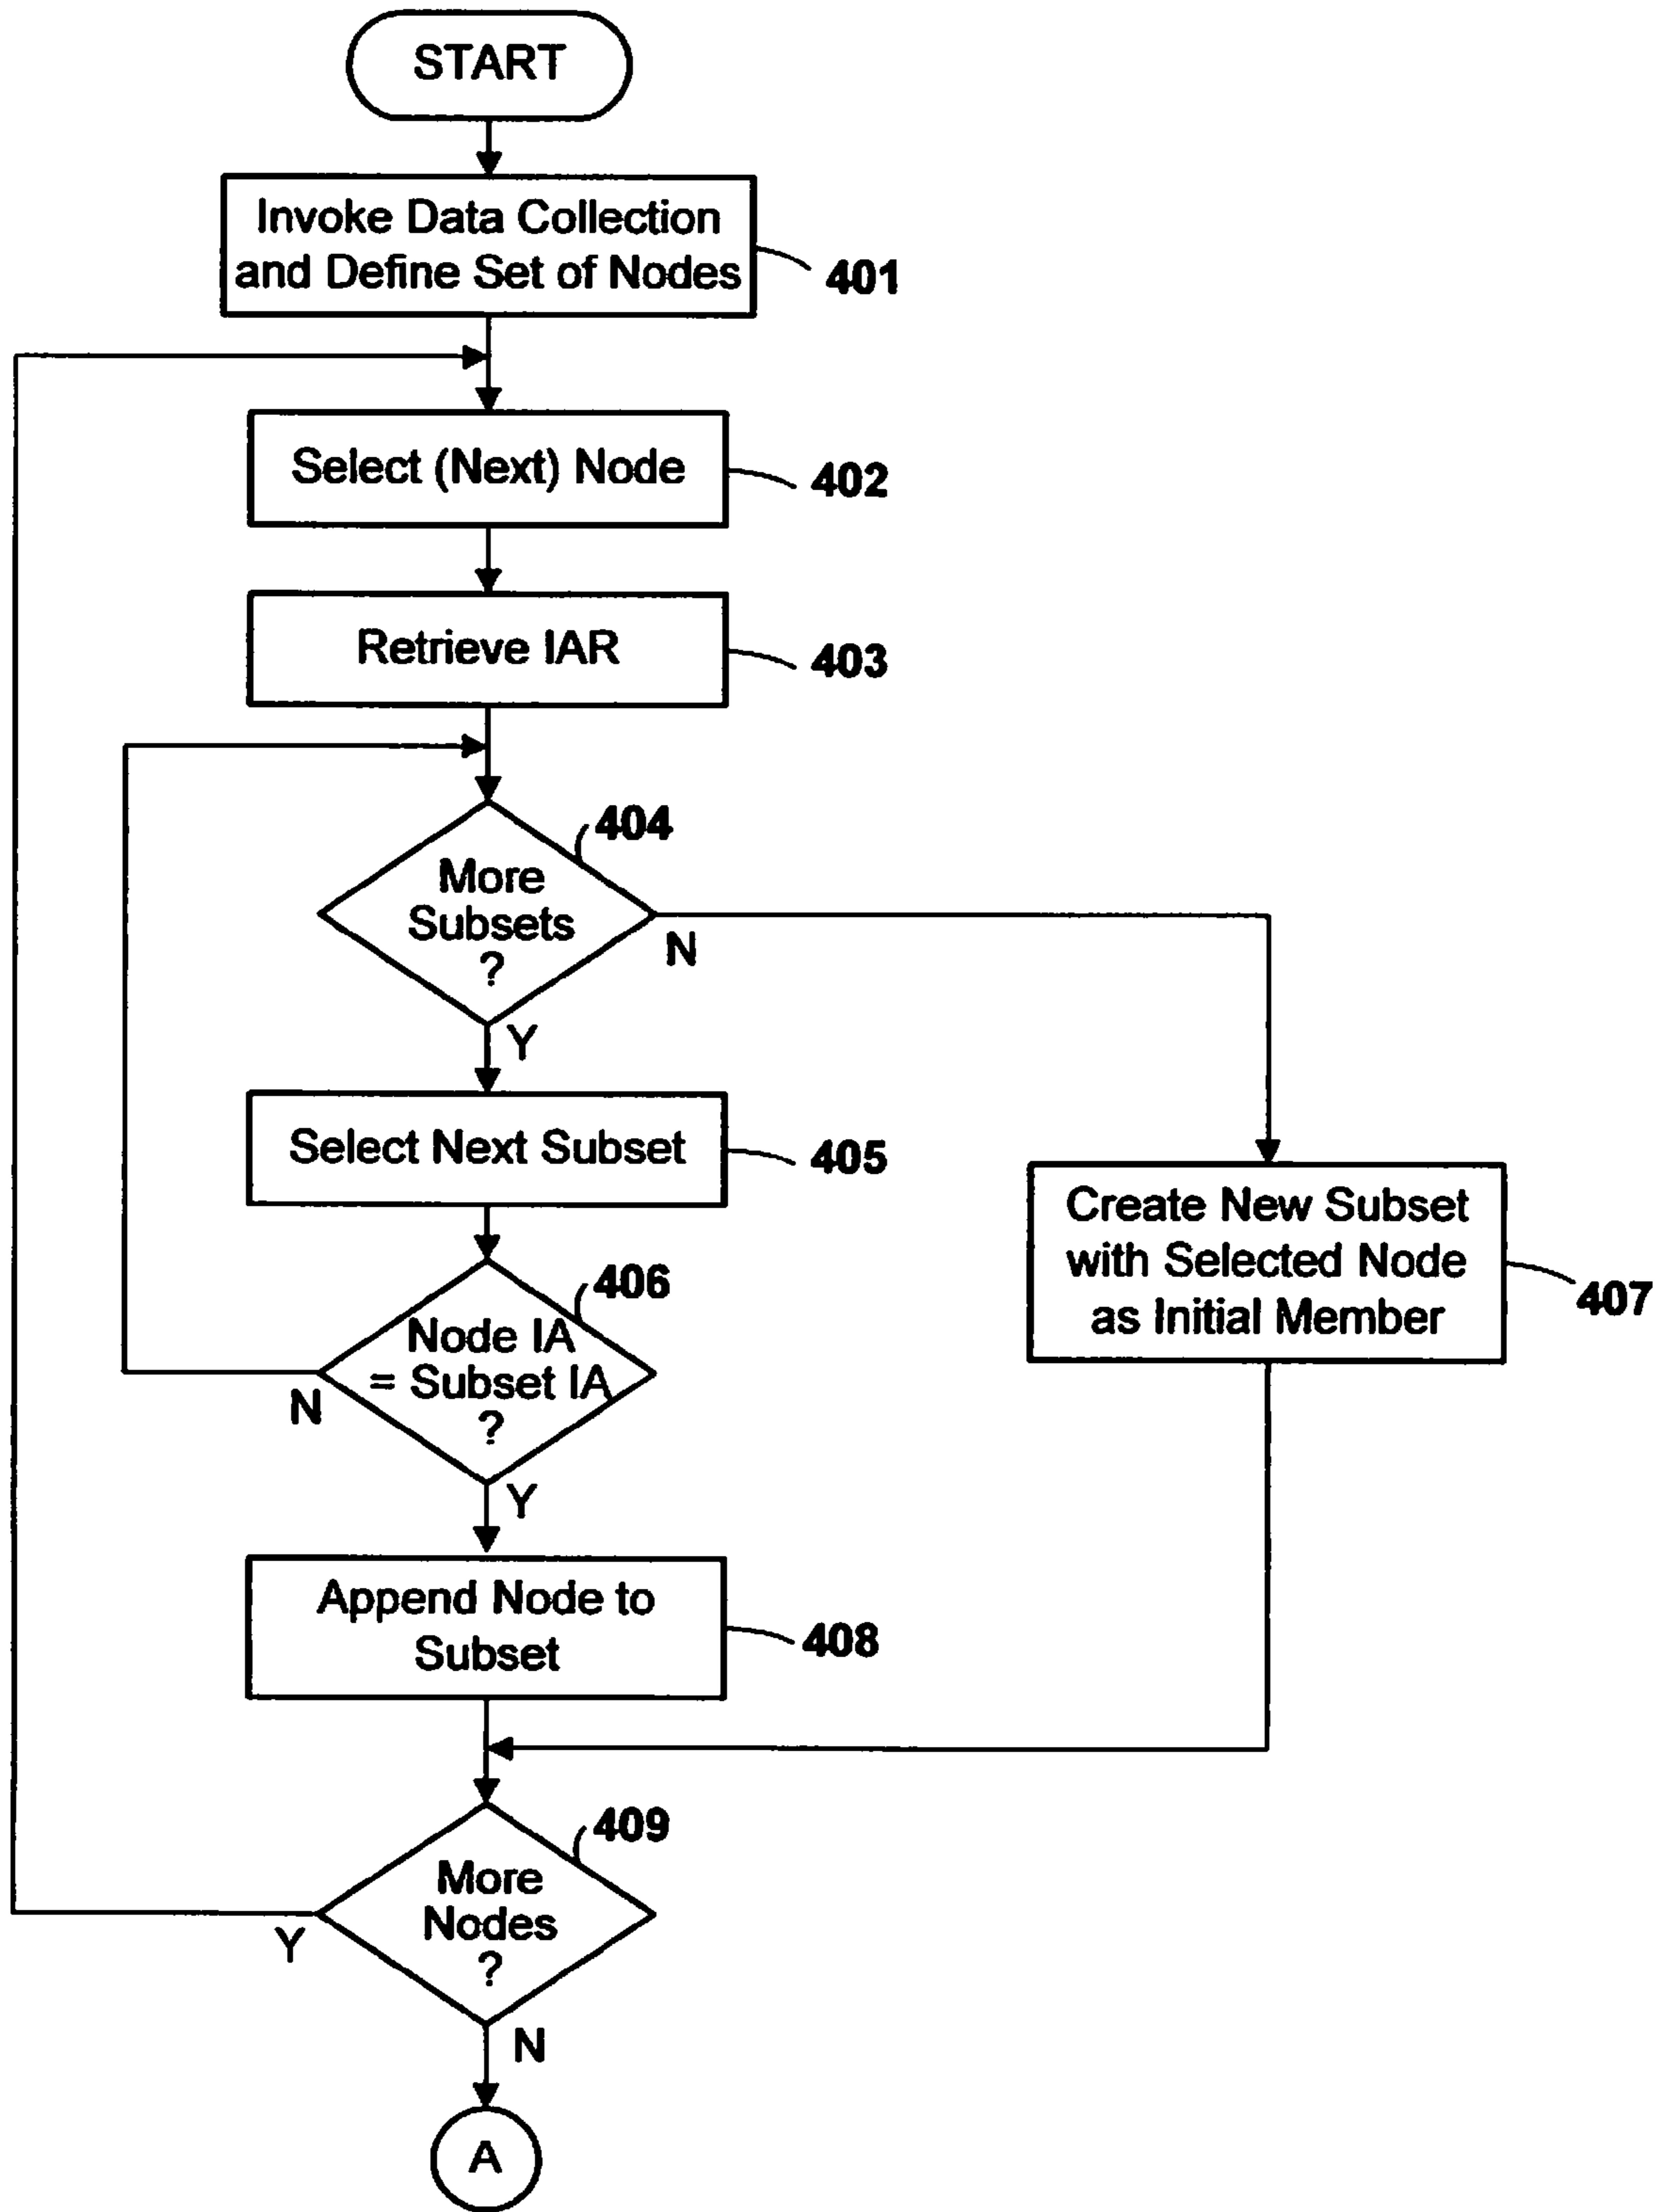 START
Invoke Data Collection
and Define Set of Nodes
401
Select (Next) Node
402
Retrieve IAR
403
404
More
Subsets
?
N
Y
Select Next Subset
405
Create New Subset
with Selected Node
as Initial Member
407
406
Node IA
= Subset IA
?
N
Y
Append Node to
Subset
408
409
More
Nodes
?
Y
N
A